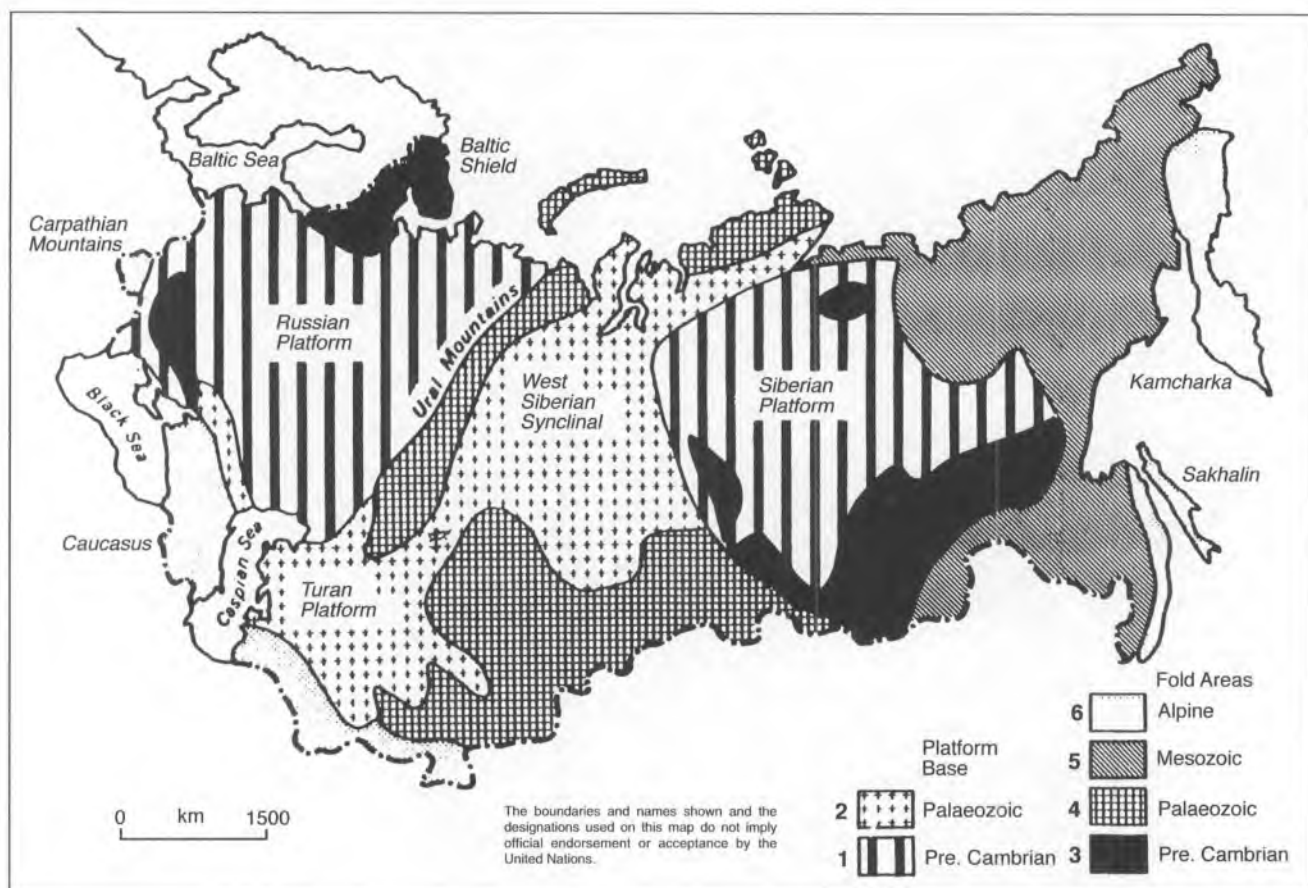 Baltic Sea
Baltic
Shield
Carpathian
Mountains
Russian
Platform
Ural Mountains
West
Siberian
Synclinal
Siberian
Platform
Kamcharka
Black Sea
Sakhalin
Caucasus
Caspian Sea
Turan
Platform
Fold Areas
6 Alpine
Platform
Base
5 Mesozoic
2 Palaeozoic
4 Palaeozoic
1 Pre. Cambrian
3 Pre. Cambrian
0 km 1500
The boundaries and names shown and the
designations used on this map do not imply
official endorsement or acceptance by the
United Nations.